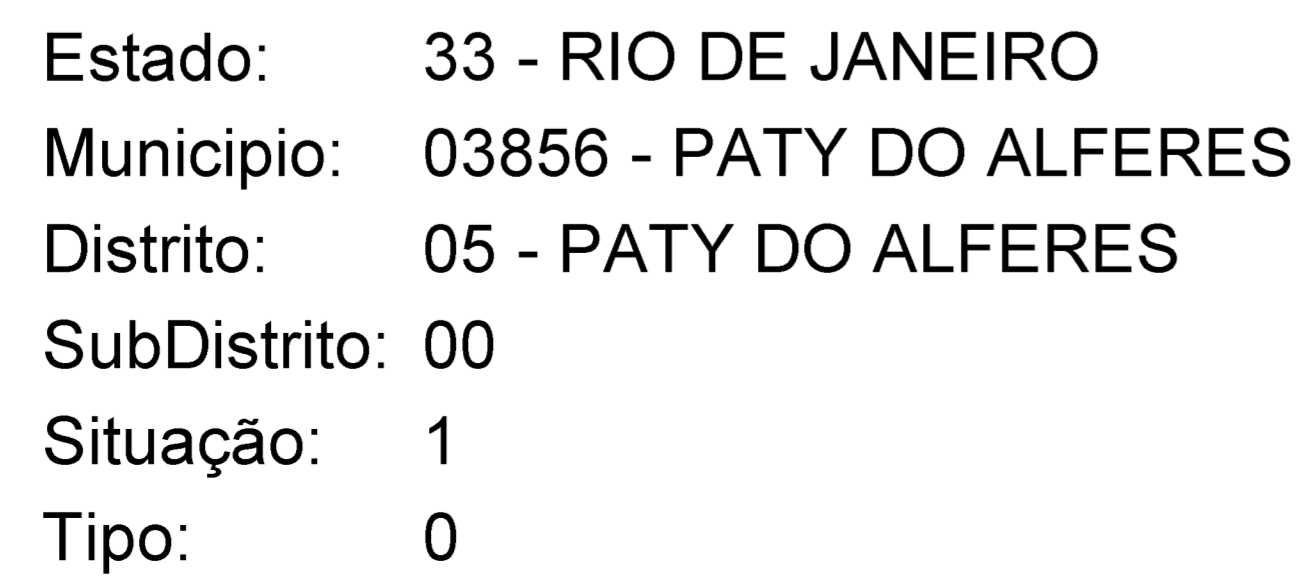 Estado: 33 - RIO DE JANEIRO
Municipio: 03856 - PATY DO ALFERES
Distrito: 05 - PATY DO ALFERES
SubDistrito: 00
Situação: 1
Tipo: 0